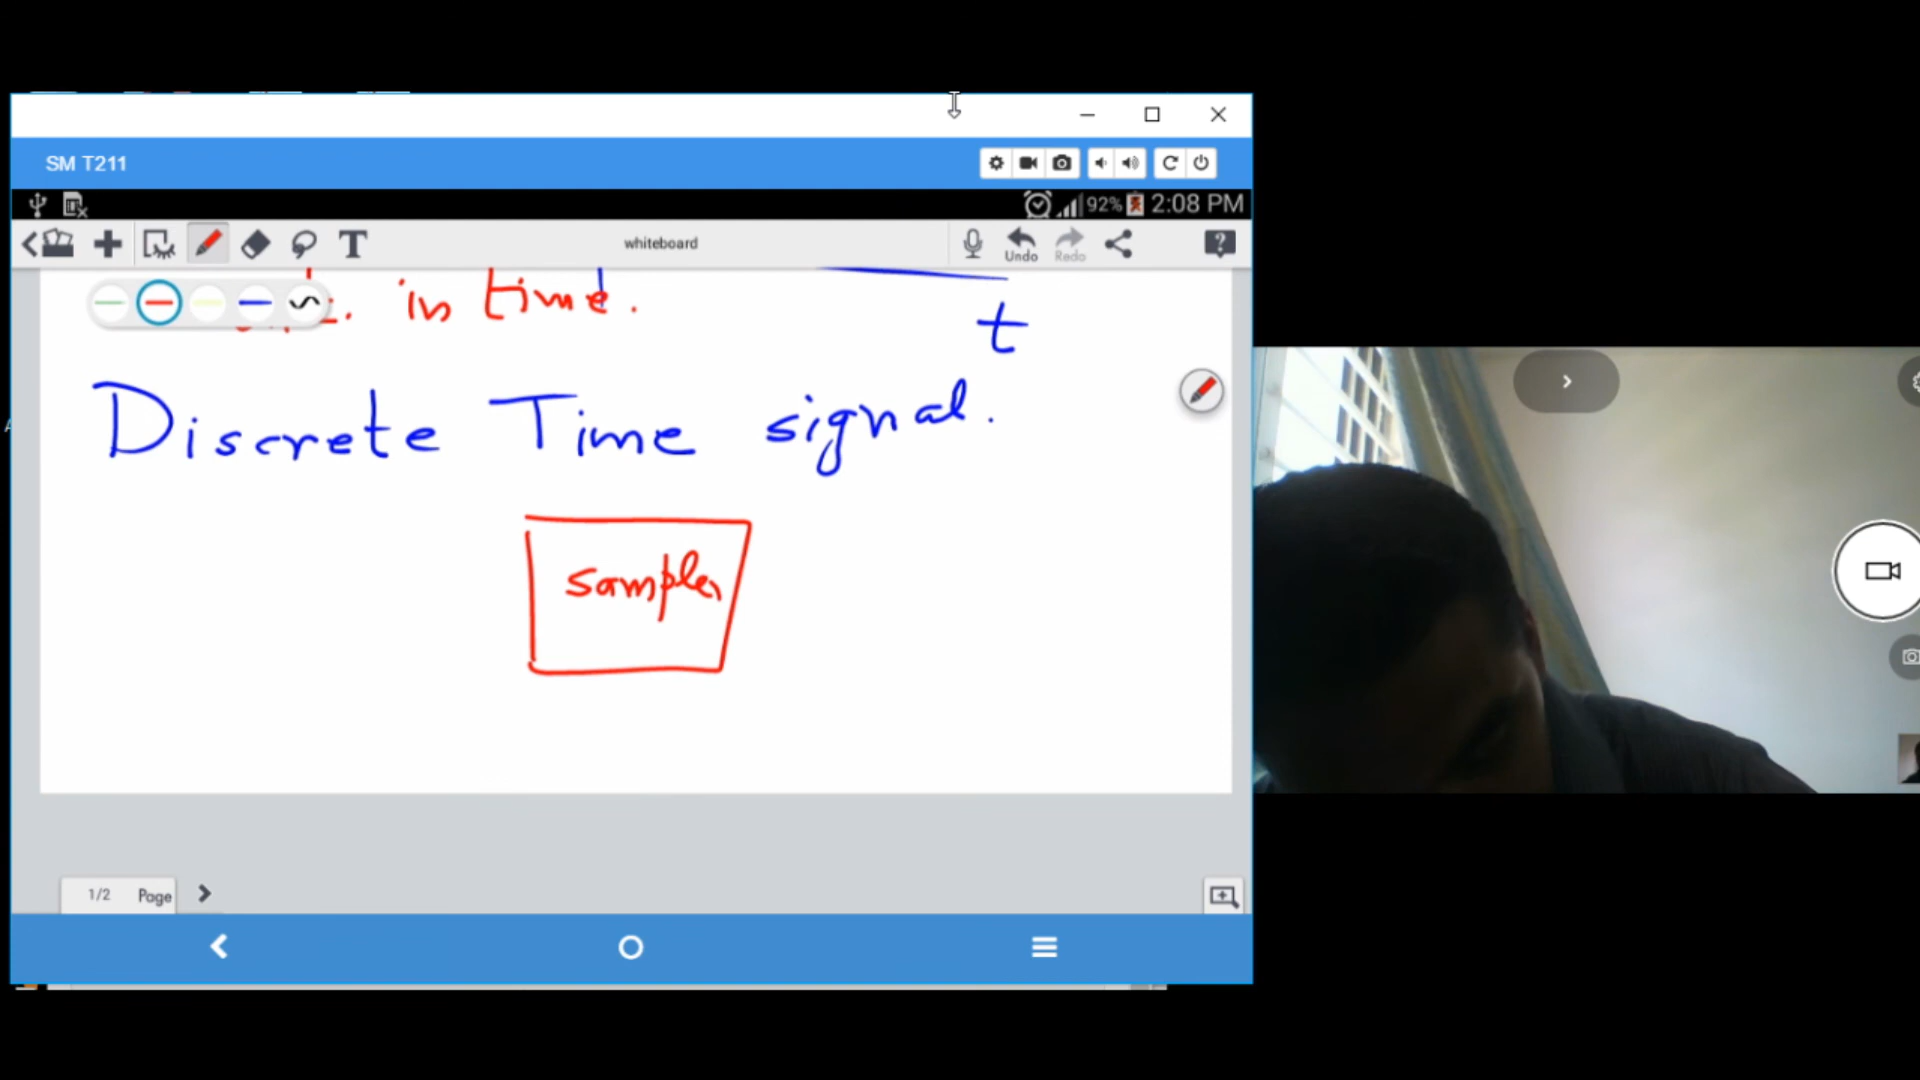 SM T211
92% 2:08 PM
whiteboard
Undo
Redo
T
in time.
t
Discrete Time signal.
sampler
1/2 Page